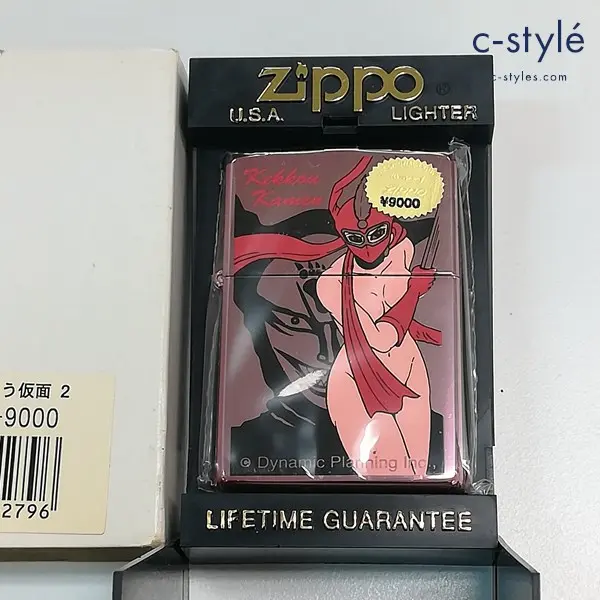 c-stylé
c-styles.com
zippo
®
U.S.A. LIGHTER
Kekkou
Kamen
zippo
¥9000
© Dynamic Planning Inc.,
LIFETIME GUARANTEE
う仮面 2
9000
2796